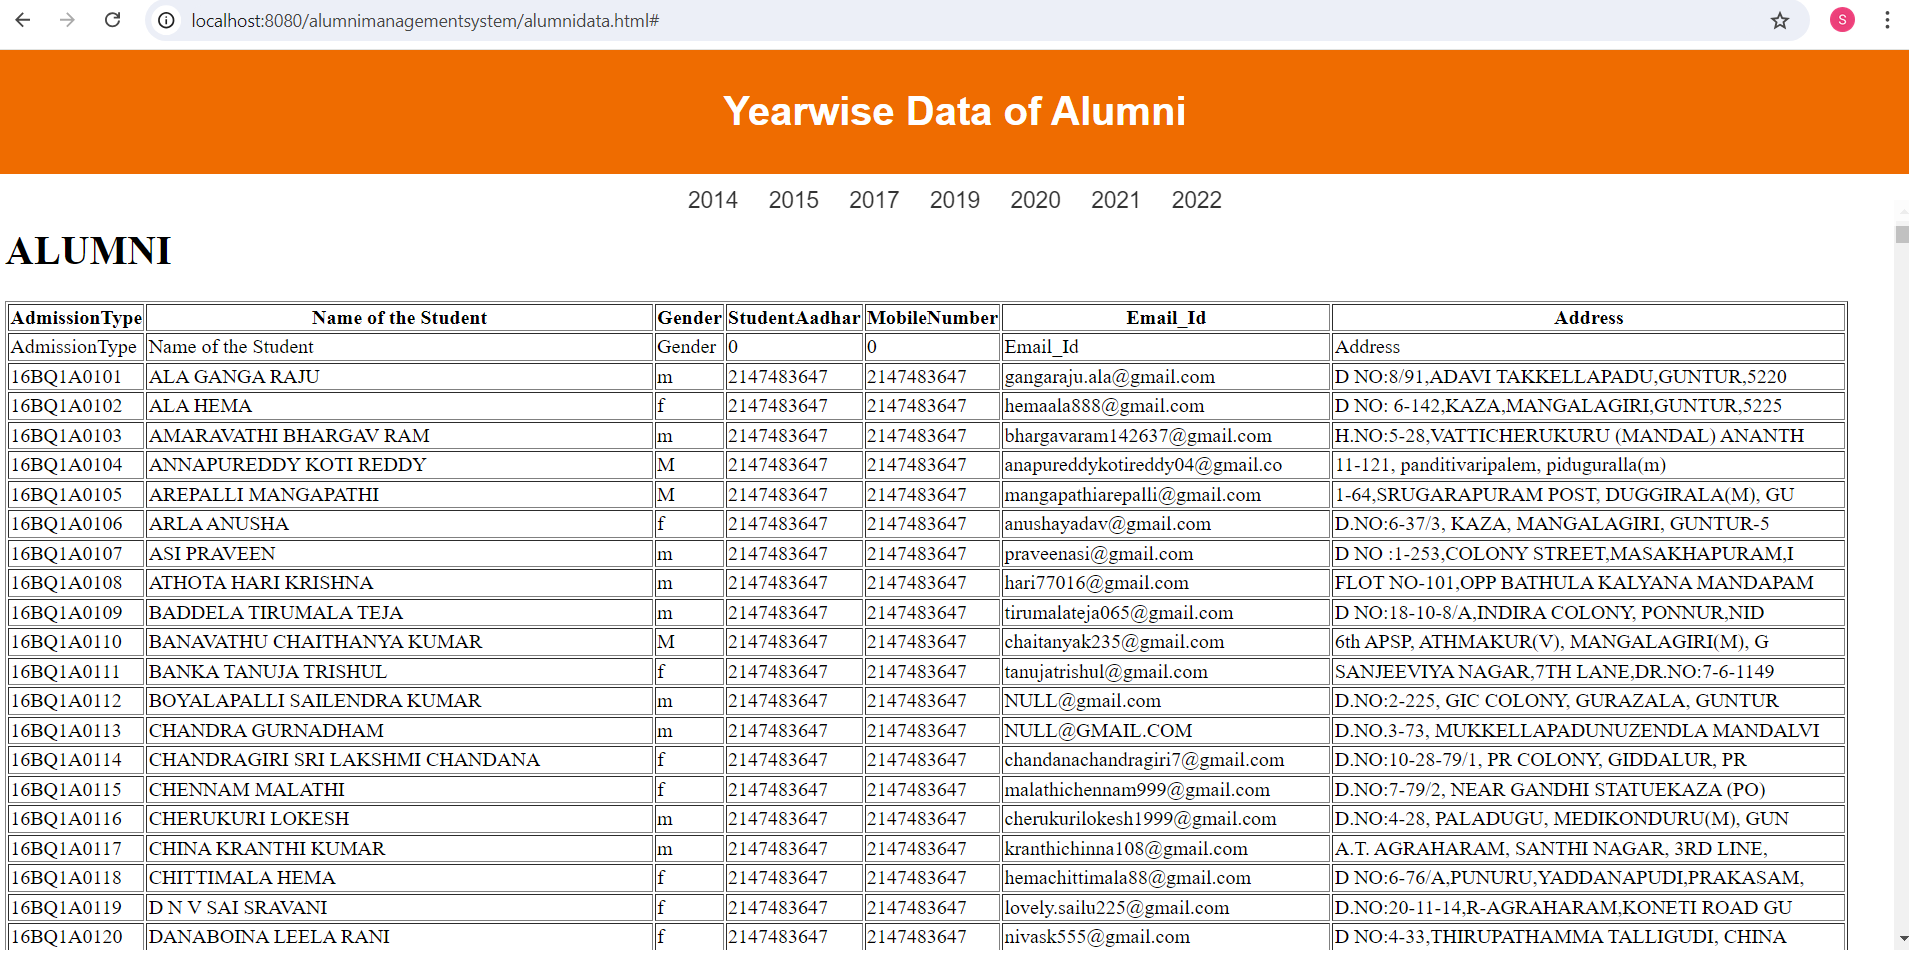 localhost:8080/alumnimanagementsystem/alumnidata.html#
S
Yearwise Data of Alumni
2014 2015 2017 2019 2020 2021 2022
ALUMNI
AdmissionType Name of the Student Gender StudentAadhar MobileNumber Email_Id Address
AdmissionType Name of the Student Gender 0 0 Email_Id Address
16BQ1A0101 ALA GANGA RAJU m 2147483647 2147483647 gangaraju.ala@gmail.com D NO:8/91,ADAVI TAKKELLAPADU,GUNTUR,5220
16BQ1A0102 ALA HEMA f 2147483647 2147483647 hemaala888@gmail.com D NO: 6-142,KAZA,MANGALAGIRI,GUNTUR,5225
16BQ1A0103 AMARAVATHI BHARGAV RAM m 2147483647 2147483647 bhargavaram142637@gmail.com H.NO:5-28,VATTICHERUKURU (MANDAL) ANANTH
16BQ1A0104 ANNAPUREDDY KOTI REDDY M 2147483647 2147483647 anapureddykotireddy04@gmail.co 11-121, panditivaripalem, piduguralla(m)
16BQ1A0105 AREPALLI MANGAPATHI M 2147483647 2147483647 mangapathiarepalli@gmail.com 1-64,SRUGARAPURAM POST, DUGGIRALA(M), GU
16BQ1A0106 ARLA ANUSHA f 2147483647 2147483647 anushayadav@gmail.com D.NO:6-37/3, KAZA, MANGALAGIRI, GUNTUR-5
16BQ1A0107 ASI PRAVEEN m 2147483647 2147483647 praveenasi@gmail.com D NO :1-253,COLONY STREET,MASAKHAPURAM,I
16BQ1A0108 ATHOTA HARI KRISHNA m 2147483647 2147483647 hari77016@gmail.com FLOT NO-101,OPP BATHULA KALYANA MANDAPAM
16BQ1A0109 BADDELA TIRUMALA TEJA m 2147483647 2147483647 tirumalateja065@gmail.com D NO:18-10-8/A,INDIRA COLONY, PONNUR,NID
16BQ1A0110 BANAVATHU CHAITHANYA KUMAR M 2147483647 2147483647 chaitanyak235@gmail.com 6th APSP, ATHMAKUR(V), MANGALAGIRI(M), G
16BQ1A0111 BANKA TANUJA TRISHUL f 2147483647 2147483647 tanujatrishul@gmail.com SANJEEVIYA NAGAR,7TH LANE,DR.NO:7-6-1149
16BQ1A0112 BOYALAPALLI SAILENDRA KUMAR m 2147483647 2147483647 NULL@gmail.com D.NO:2-225, GIC COLONY, GURAZALA, GUNTUR
16BQ1A0113 CHANDRA GURNADHAM m 2147483647 2147483647 NULL@GMAIL.COM D.NO.3-73, MUKKELLAPADUNUZENDLA MANDALVI
16BQ1A0114 CHANDRAGIRI SRI LAKSHMI CHANDANA f 2147483647 2147483647 chandanachandragiri7@gmail.com D.NO:10-28-79/1, PR COLONY, GIDDALUR, PR
16BQ1A0115 CHENNAM MALATHI f 2147483647 2147483647 malathichennam999@gmail.com D.NO:7-79/2, NEAR GANDHI STATUEKAZA (PO)
16BQ1A0116 CHERUKURI LOKESH m 2147483647 2147483647 cherukurilokesh1999@gmail.com D.NO:4-28, PALADUGU, MEDIKONDURU(M), GUN
16BQ1A0117 CHINA KRANTHI KUMAR m 2147483647 2147483647 kranthichinna108@gmail.com A.T. AGRAHARAM, SANTHI NAGAR, 3RD LINE,
16BQ1A0118 CHITTIMALA HEMA f 2147483647 2147483647 hemachittimala88@gmail.com D NO:6-76/A,PUNURU,YADDANAPUDI,PRAKASAM,
16BQ1A0119 D N V SAI SRAVANI f 2147483647 2147483647 lovely.sailu225@gmail.com D.NO:20-11-14,R-AGRAHARAM,KONETI ROAD GU
16BQ1A0120 DANABOINA LEELA RANI f 2147483647 2147483647 nivask555@gmail.com D NO:4-33,THIRUPATHAMMA TALLIGUDI, CHINA